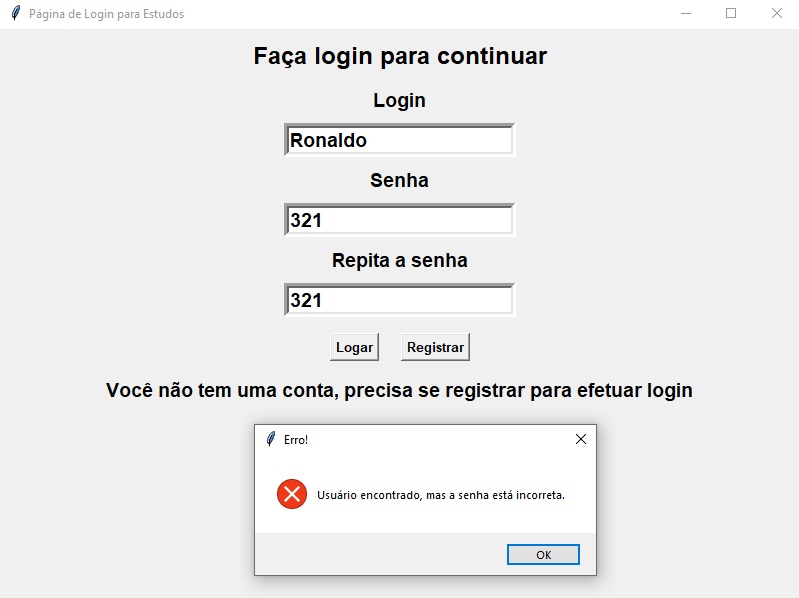 Página de Login para Estudos
Faça login para continuar
Login
Ronaldo
Senha
321
Repita a senha
321
Logar Registrar
Você não tem uma conta, precisa se registrar para efetuar login
Erro!
Usuário encontrado, mas a senha está incorreta.
OK